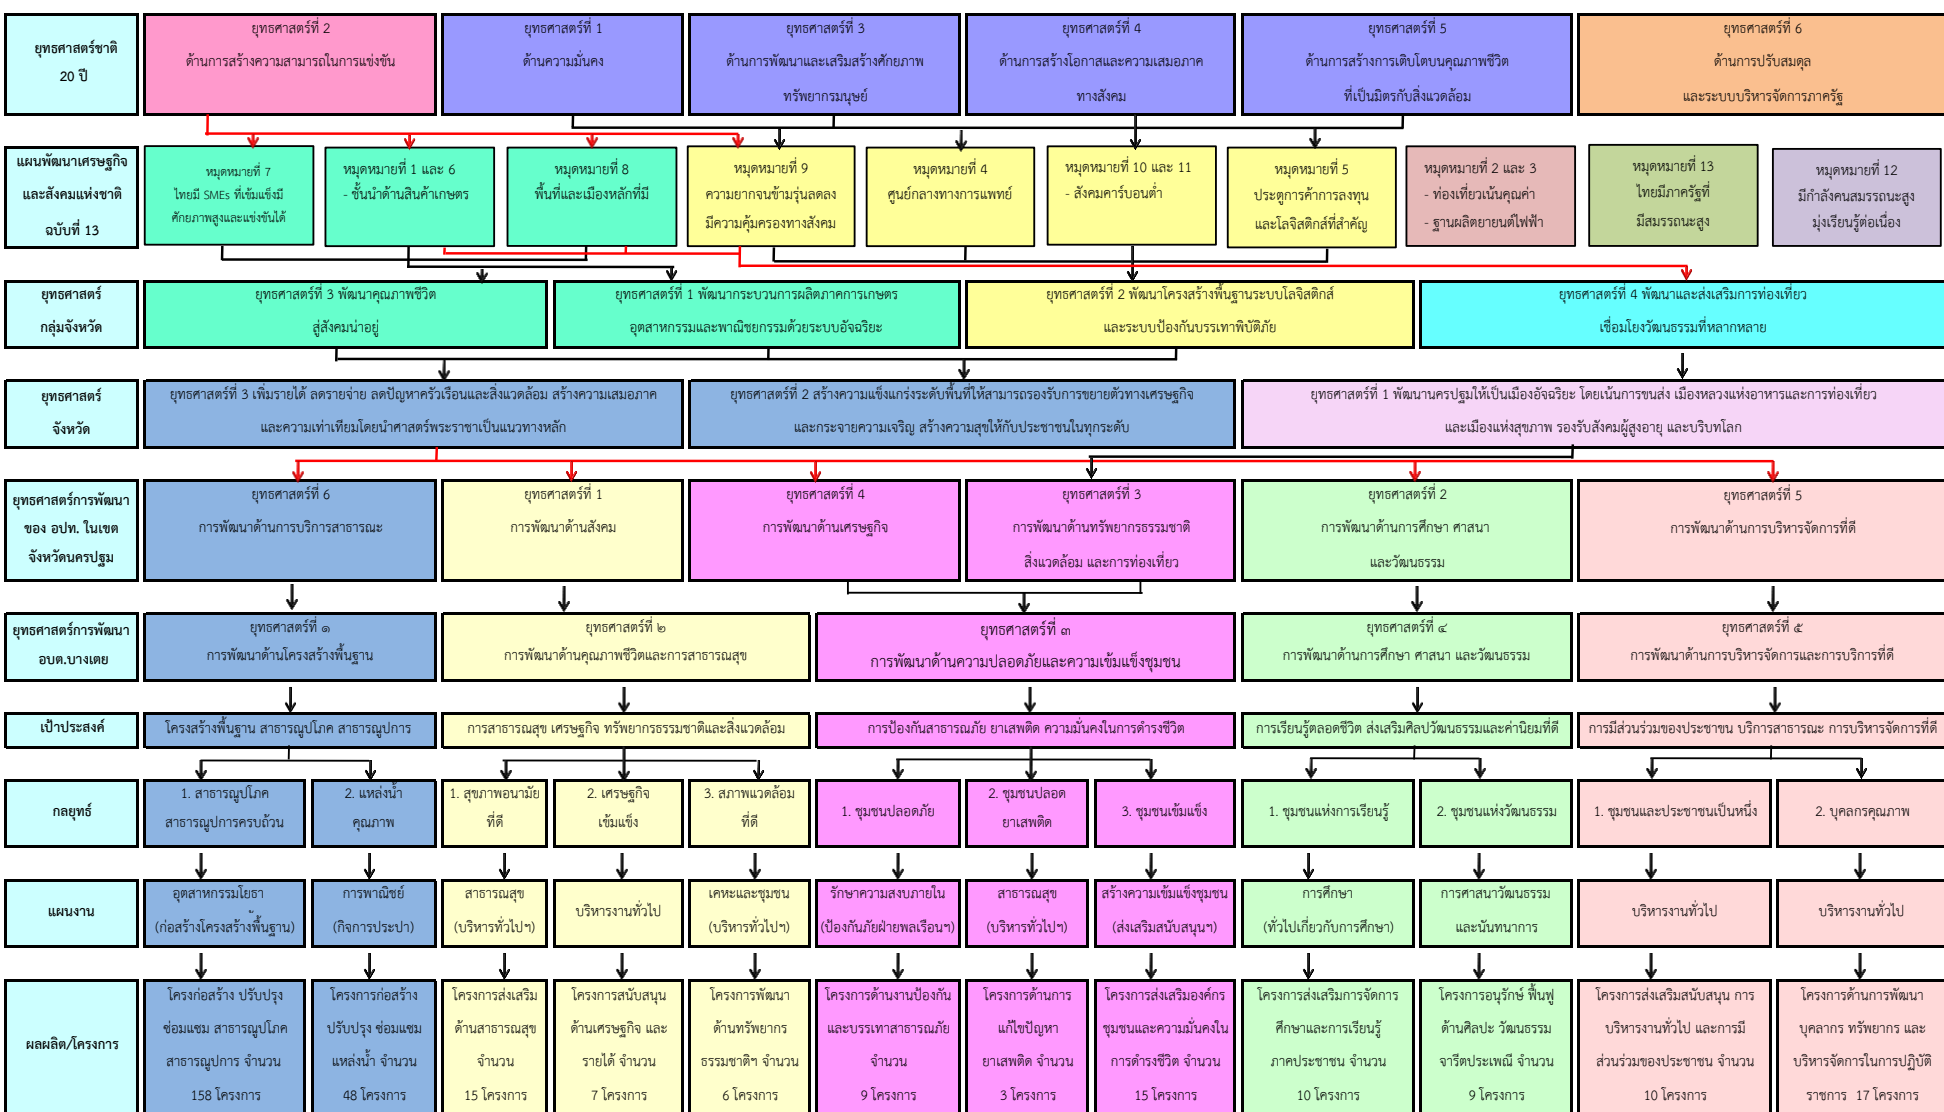 ยุทธศาสตร์ชาติ
20 ปี
ยุทธศาสตร์ที่ 2
ด้านการสร้างความสามารถในการแข่งขัน
ยุทธศาสตร์ที่ 1
ด้านความมั่นคง
ยุทธศาสตร์ที่ 3
ด้านการพัฒนาและเสริมสร้างศักยภาพ
ทรัพยากรมนุษย์
ยุทธศาสตร์ที่ 4
ด้านการสร้างโอกาสและความเสมอภาค
ทางสังคม
ยุทธศาสตร์ที่ 5
ด้านการสร้างการเติบโตบนคุณภาพชีวิต
ที่เป็นมิตรกับสิ่งแวดล้อม
ยุทธศาสตร์ที่ 6
ด้านการปรับสมดุล
และระบบบริหารจัดการภาครัฐ
แผนพัฒนาเศรษฐกิจ
และสังคมแห่งชาติ
ฉบับที่ 13
หมุดหมายที่ 7
ไทยมี SMEs ที่เข้มแข็งมี
ศักยภาพสูงและแข่งขันได้
หมุดหมายที่ 1 และ 6
- ชั้นนำด้านสินค้าเกษตร
หมุดหมายที่ 8
พื้นที่และเมืองหลักที่มี
หมุดหมายที่ 9
ความยากจนข้ามรุ่นลดลง
มีความคุ้มครองทางสังคม
หมุดหมายที่ 4
ศูนย์กลางทางการแพทย์
หมุดหมายที่ 10 และ 11
- สังคมคาร์บอนต่ำ
หมุดหมายที่ 5
ประตูการค้าการลงทุน
และโลจิสติกส์ที่สำคัญ
หมุดหมายที่ 2 และ 3
- ท่องเที่ยวเน้นคุณค่า
- ฐานผลิตยายนต์ไฟฟ้า
หมุดหมายที่ 13
ไทยมีภาครัฐที่
มีสมรรถนะสูง
หมุดหมายที่ 12
มีกำลังคนสมรรถนะสูง
มุ่งเรียนรู้ต่อเนื่อง
ยุทธศาสตร์
กลุ่มจังหวัด
ยุทธศาสตร์ที่ 3 พัฒนาคุณภาพชีวิต
สู่สังคมน่าอยู่
ยุทธศาสตร์ที่ 1 พัฒนากระบวนการผลิตภาคการเกษตร
อุตสาหกรรมและพาณิชยกรรมด้วยระบบอัจฉริยะ
ยุทธศาสตร์ที่ 2 พัฒนาโครงสร้างพื้นฐานระบบโลจิสติกส์
และระบบป้องกันบรรเทาพิบัติภัย
ยุทธศาสตร์ที่ 4 พัฒนาและส่งเสริมการท่องเที่ยว
เชื่อมโยงวัฒนธรรมที่หลากหลาย
ยุทธศาสตร์
จังหวัด
ยุทธศาสตร์ที่ 3 เพิ่มรายได้ ลดรายจ่าย ลดปัญหาครัวเรือนและสิ่งแวดล้อม สร้างความเสมอภาค
และความเท่าเทียมโดยนำศาสตร์พระราชาเป็นแนวทางหลัก
ยุทธศาสตร์ที่ 2 สร้างความแข็งแกร่งระดับพื้นที่ให้สามารถรองรับการขยายตัวทางเศรษฐกิจ
และกระจายความเจริญ สร้างความสุขให้กับประชาชนในทุกระดับ
ยุทธศาสตร์ที่ 1 พัฒนานครปฐมให้เป็นเมืองอัจฉริยะ โดยเน้นการขนส่ง เมืองหลวงแห่งอาหารและการท่องเที่ยว
และเมืองแห่งสุขภาพ รองรับสังคมผู้สูงอายุ และบริบทโลก
ยุทธศาสตร์การพัฒนา
ของ อปท. ในเขต
จังหวัดนครปฐม
ยุทธศาสตร์ที่ 6
การพัฒนาด้านการบริการสาธารณะ
ยุทธศาสตร์ที่ 1
การพัฒนาด้านสังคม
ยุทธศาสตร์ที่ 4
การพัฒนาด้านเศรษฐกิจ
ยุทธศาสตร์ที่ 3
การพัฒนาด้านทรัพยากรธรรมชาติ
สิ่งแวดล้อม และการท่องเที่ยว
ยุทธศาสตร์ที่ 2
การพัฒนาด้านการศึกษา ศาสนา
และวัฒนธรรม
ยุทธศาสตร์ที่ 5
การพัฒนาด้านการบริหารจัดการที่ดี
ยุทธศาสตร์การพัฒนา
อบต.บางเตย
ยุทธศาสตร์ที่ ๑
การพัฒนาด้านโครงสร้างพื้นฐาน
ยุทธศาสตร์ที่ ๒
การพัฒนาด้านคุณภาพชีวิตและการสาธารณสุข
ยุทธศาสตร์ที่ ๓
การพัฒนาด้านความปลอดภัยและความเข้มแข็งชุมชน
ยุทธศาสตร์ที่ ๔
การพัฒนาด้านการศึกษา ศาสนา และวัฒนธรรม
ยุทธศาสตร์ที่ ๕
การพัฒนาด้านการบริหารจัดการและการบริการที่ดี
เป้าประสงค์
โครงสร้างพื้นฐาน สาธารณูปโภค สาธารณูปการ
การสาธารณสุข เศรษฐกิจ ทรัพยากรธรรมชาติและสิ่งแวดล้อม
การป้องกันสาธารณภัย ยาเสพติด ความมั่นคงในการดำรงชีวิต
การเรียนรู้ตลอดชีวิต ส่งเสริมศิลปวัฒนธรรมและค่านิยมที่ดี
การมีส่วนร่วมของประชาชน บริการสาธารณะ การบริหารจัดการที่ดี
กลยุทธ์
1. สาธารณูปโภค
สาธารณูปการครบถ้วน
2. แหล่งน้ำ
คุณภาพ
1. สุขภาพอนามัย
ที่ดี
2. เศรษฐกิจ
เข้มแข็ง
3. สภาพแวดล้อม
ที่ดี
1. ชุมชนปลอดภัย
2. ชุมชนปลอด
ยาเสพติด
3. ชุมชนเข้มแข็ง
1. ชุมชนแห่งการเรียนรู้
2. ชุมชนแห่งวัฒนธรรม
1. ชุมชนและประชาชนเป็นหนึ่ง
2. บุคลกรคุณภาพ
แผนงาน
อุตสาหกรรมโยธา
(ก่อสร้างโครงสร้างพื้นฐาน)
การพาณิชย์
(กิจการประปา)
สาธารณสุข
(บริหารทั่วไปฯ)
บริหารงานทั่วไป
เคหะและชุมชน
(บริหารทั่วไปฯ)
รักษาความสงบภายใน
(ป้องกันภัยฝ่ายพลเรือนฯ)
สาธารณสุข
(บริหารทั่วไปฯ)
สร้างความเข้มแข็งชุมชน
(ส่งเสริมสนับสนุนฯ)
การศึกษา
(ทั่วไปเกี่ยวกับการศึกษา)
การศาสนาวัฒนธรรม
และนันทนาการ
บริหารงานทั่วไป
บริหารงานทั่วไป
ผลผลิต/โครงการ
โครงก่อสร้าง ปรับปรุง
ซ่อมแซม สาธารณูปโภค
สาธารณูปการ จำนวน
158 โครงการ
โครงการก่อสร้าง
ปรับปรุง ซ่อมแซม
แหล่งน้ำ จำนวน
48 โครงการ
โครงการส่งเสริม
ด้านสาธารณสุข
จำนวน
15 โครงการ
โครงการสนับสนุน
ด้านเศรษฐกิจ และ
รายได้ จำนวน
7 โครงการ
โครงการพัฒนา
ด้านทรัพยากร
ธรรมชาติฯ จำนวน
6 โครงการ
โครงการด้านงานป้องกัน
และบรรเทาสาธารณภัย
จำนวน
9 โครงการ
โครงการด้านการ
แก้ไขปัญหา
ยาเสพติด จำนวน
3 โครงการ
โครงการส่งเสริมองค์กร
ชุมชนและความมั่นคงใน
การดำรงชีวิต จำนวน
15 โครงการ
โครงการส่งเสริมการจัดการ
ศึกษาและการเรียนรู้
ภาคประชาชน จำนวน
10 โครงการ
โครงการอนุรักษ์ ฟื้นฟู
ด้านศิลปะ วัฒนธรรม
จารีตประเพณี จำนวน
9 โครงการ
โครงการส่งเสริมสนับสนุน การ
บริหารงานทั่วไป และการมี
ส่วนร่วมของประชาชน จำนวน
10 โครงการ
โครงการด้านการพัฒนา
บุคลากร ทรัพยากร และ
บริหารจัดการในการปฏิบัติ
ราชการ 17 โครงการ